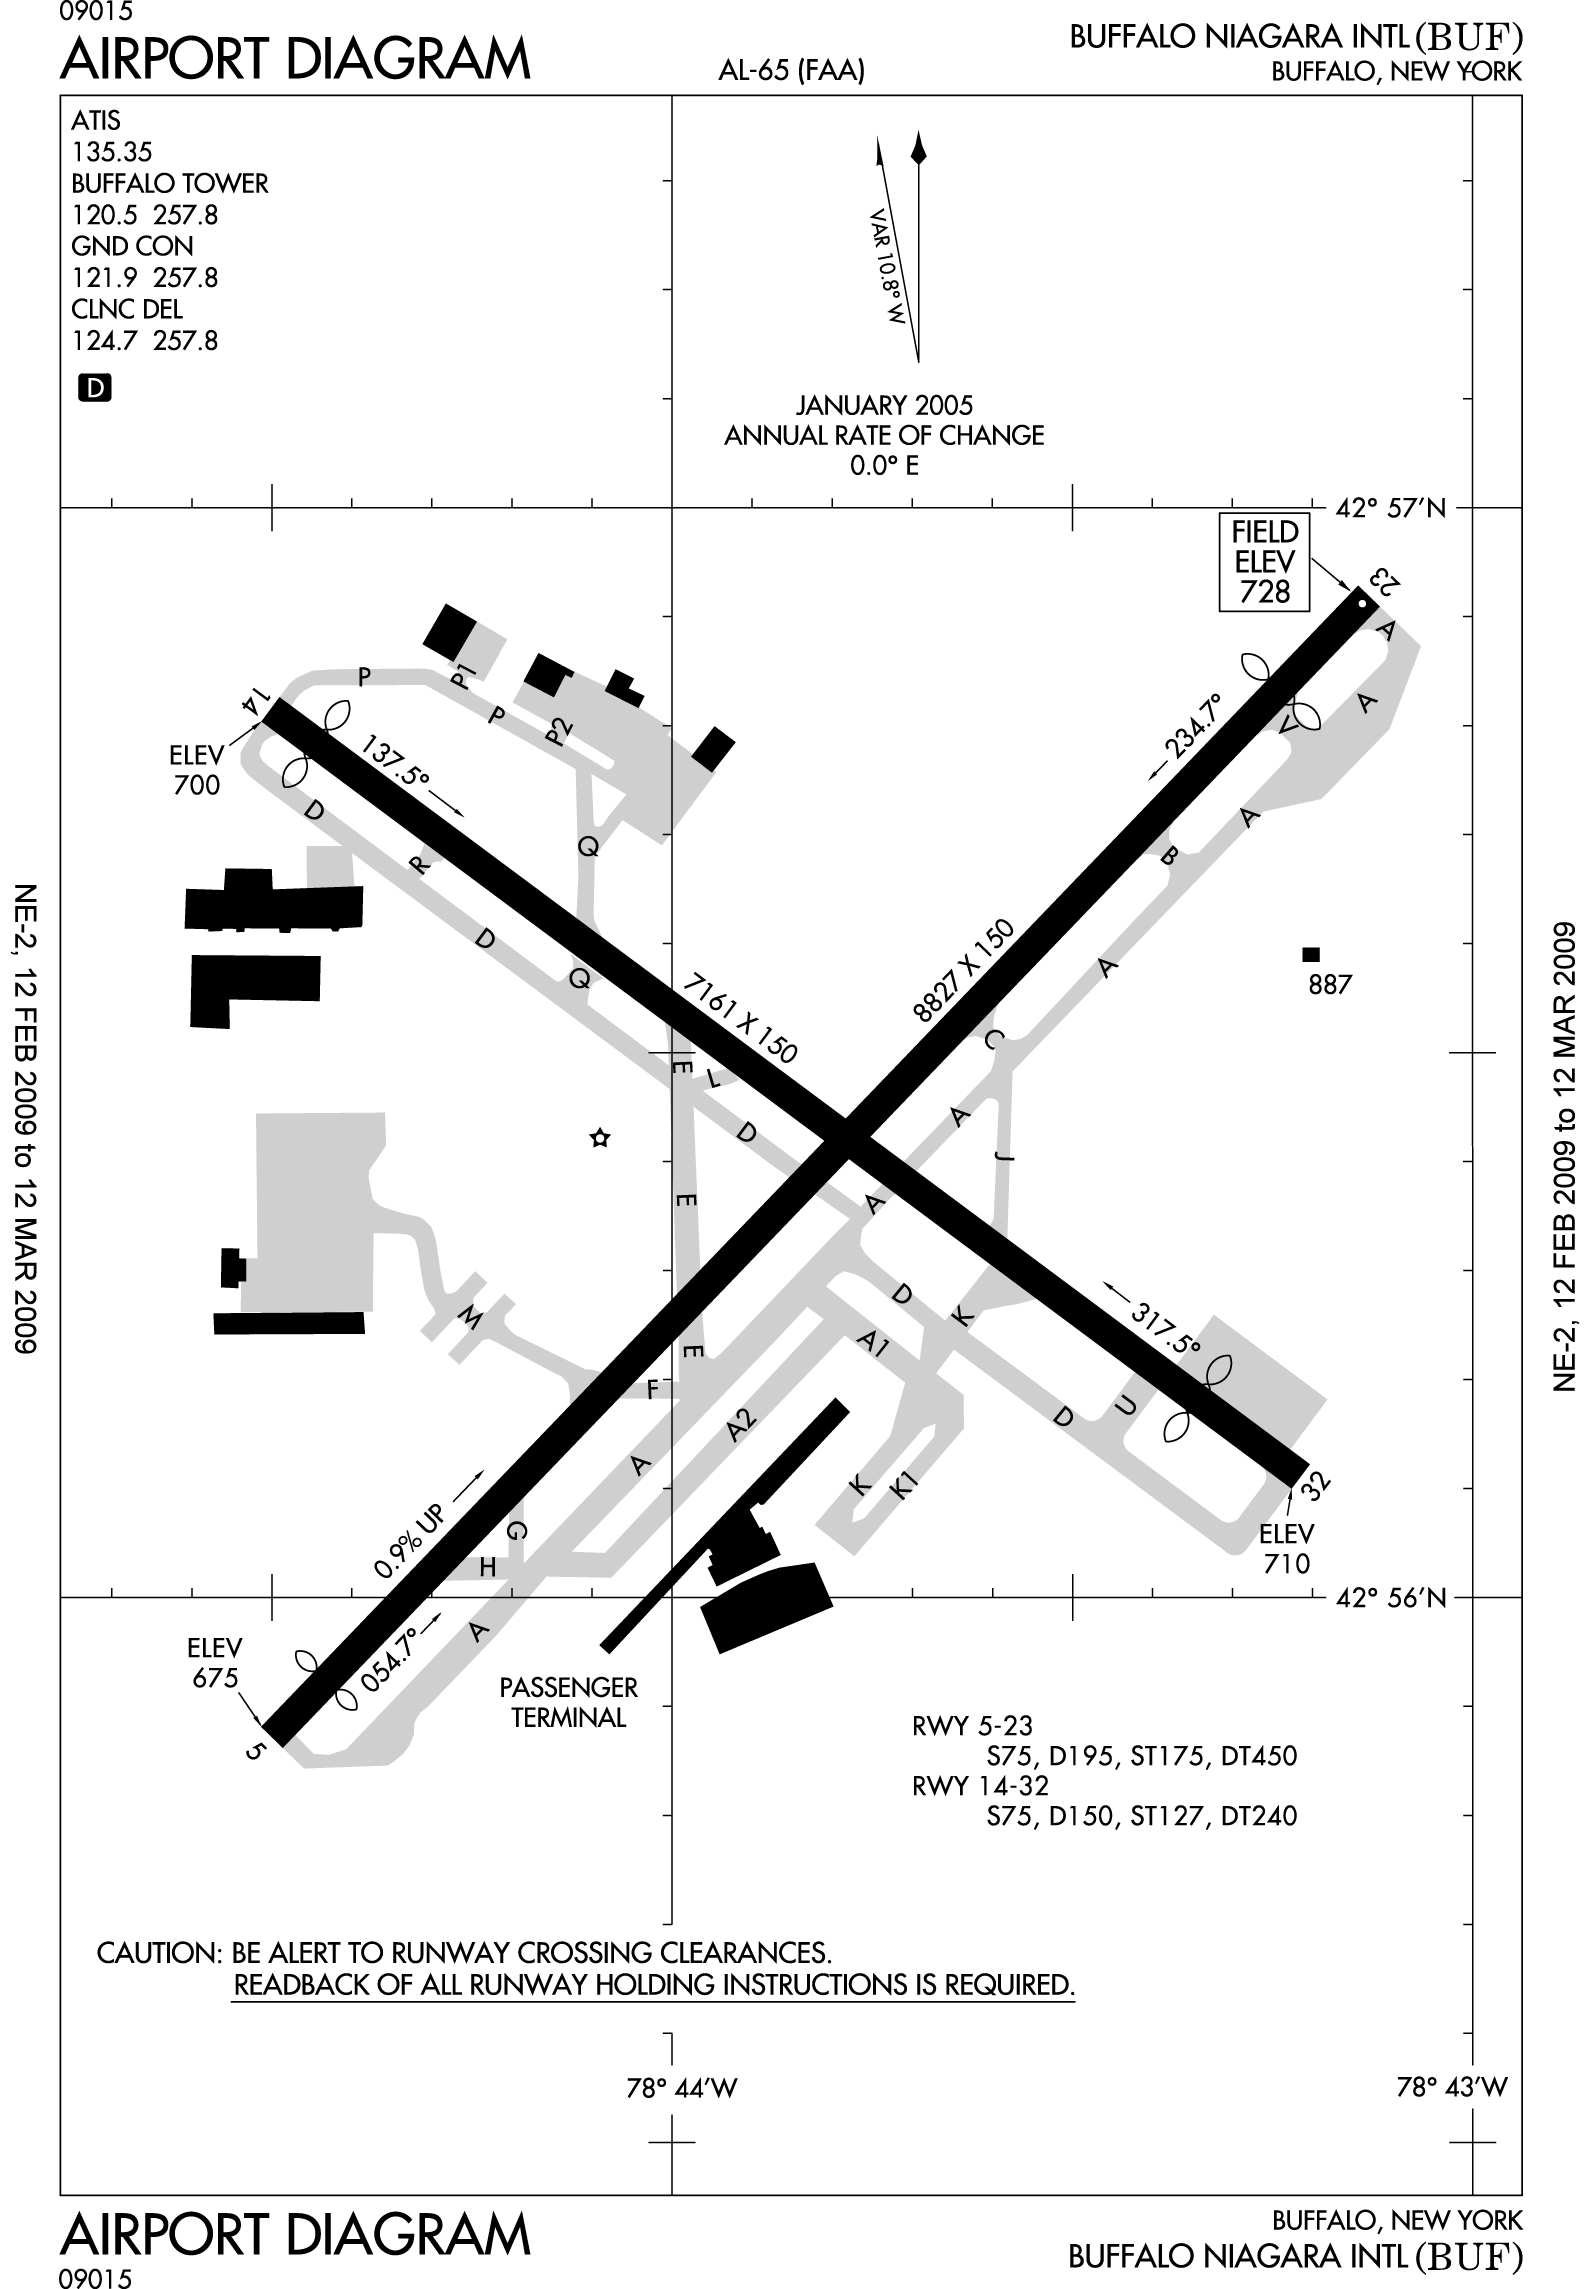 09015
AIRPORT DIAGRAM
AL-65 (FAA)
BUFFALO NIAGARA INTL (BUF)
BUFFALO, NEW YORK
ATIS
135.35
BUFFALO TOWER
120.5 257.8
GND CON
121.9 257.8
CLNC DEL
124.7 257.8
D
VAR 10.8° W
JANUARY 2005
ANNUAL RATE OF CHANGE
0.0° E
42° 57'N
FIELD
ELEV
728
23
A
A
V
A
B
A
C
A
J
A
234.7°
8827 X 150
887
P
P1
P
P2
14
ELEV
700
137.5°
D
R
Q
D
Q
7161 X 150
E
L
D
E
A
D
K
A1
317.5°
U
D
32
ELEV
710
M
E
F
A2
A
K
K1
G
H
0.9% UP
42° 56'N
A
054.7°
ELEV
675
5
PASSENGER
TERMINAL
RWY 5-23
S75, D195, ST175, DT450
RWY 14-32
S75, D150, ST127, DT240
CAUTION: BE ALERT TO RUNWAY CROSSING CLEARANCES.
READBACK OF ALL RUNWAY HOLDING INSTRUCTIONS IS REQUIRED.
78° 44'W
78° 43'W
NE-2, 12 FEB 2009 to 12 MAR 2009
NE-2, 12 FEB 2009 to 12 MAR 2009
AIRPORT DIAGRAM
09015
BUFFALO, NEW YORK
BUFFALO NIAGARA INTL (BUF)